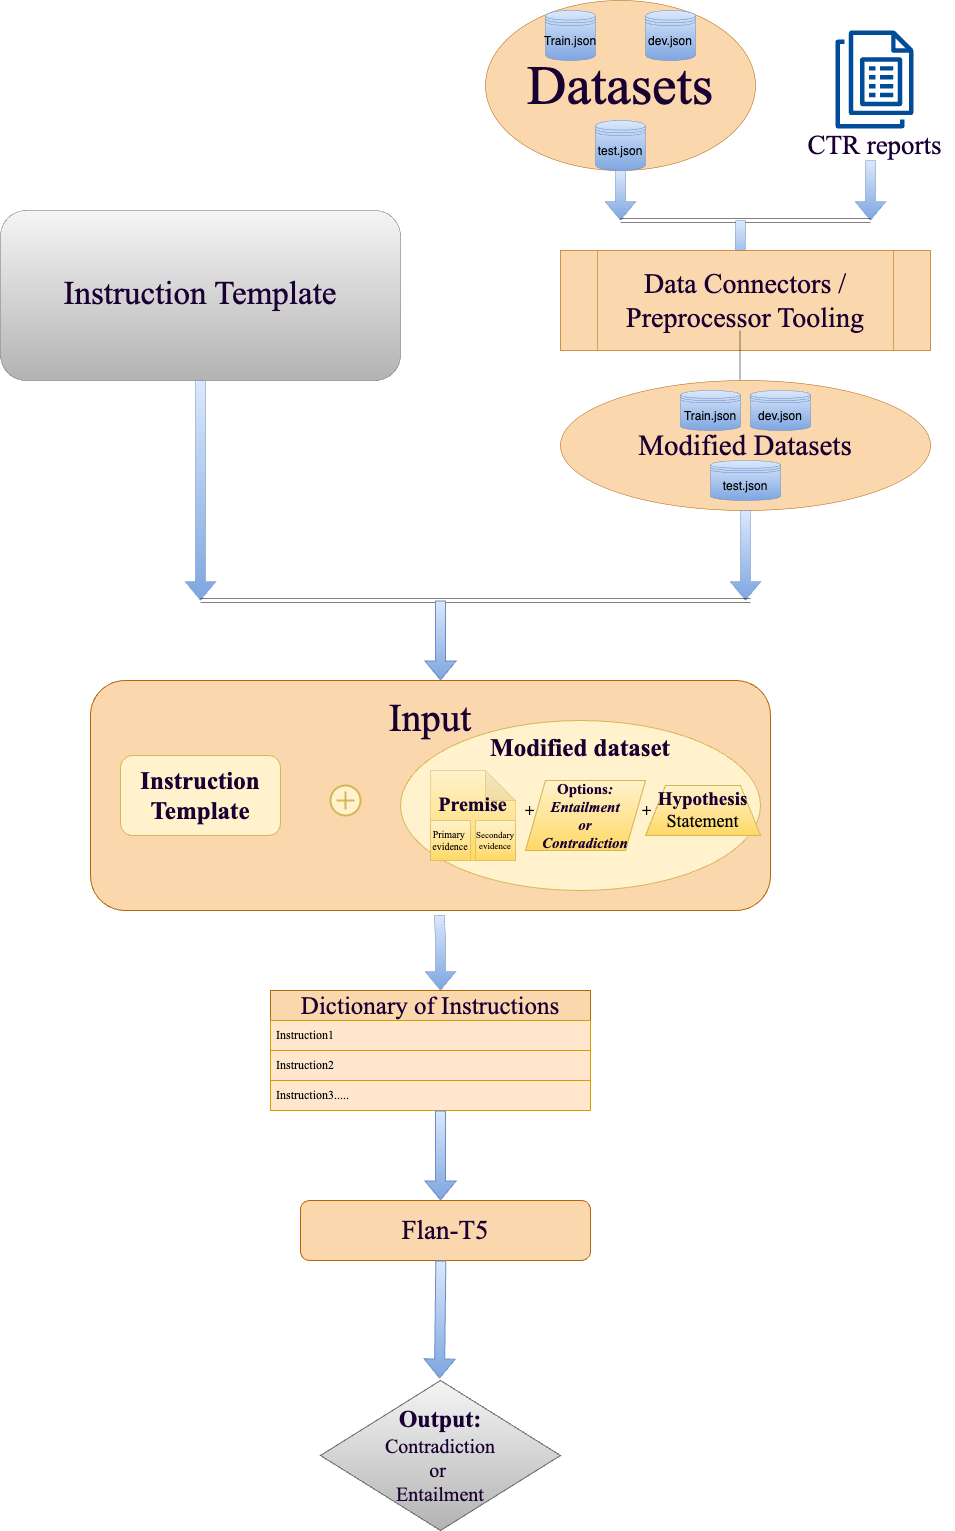 Train.json
dev.json
Datasets
test.json
CTR reports
Instruction Template
Data Connectors /
Preprocessor Tooling
Train.json
dev.json
Modified Datasets
test.json
Input
Instruction
Template
+
Modified dataset
Premise
Primary
evidence
Secondary
evidence
+
Options:
Entailment
or
Contradiction
+
Hypothesis
Statement
Dictionary of Instructions
Instruction1
Instruction2
Instruction3.....
Flan-T5
Output:
Contradiction
or
Entailment